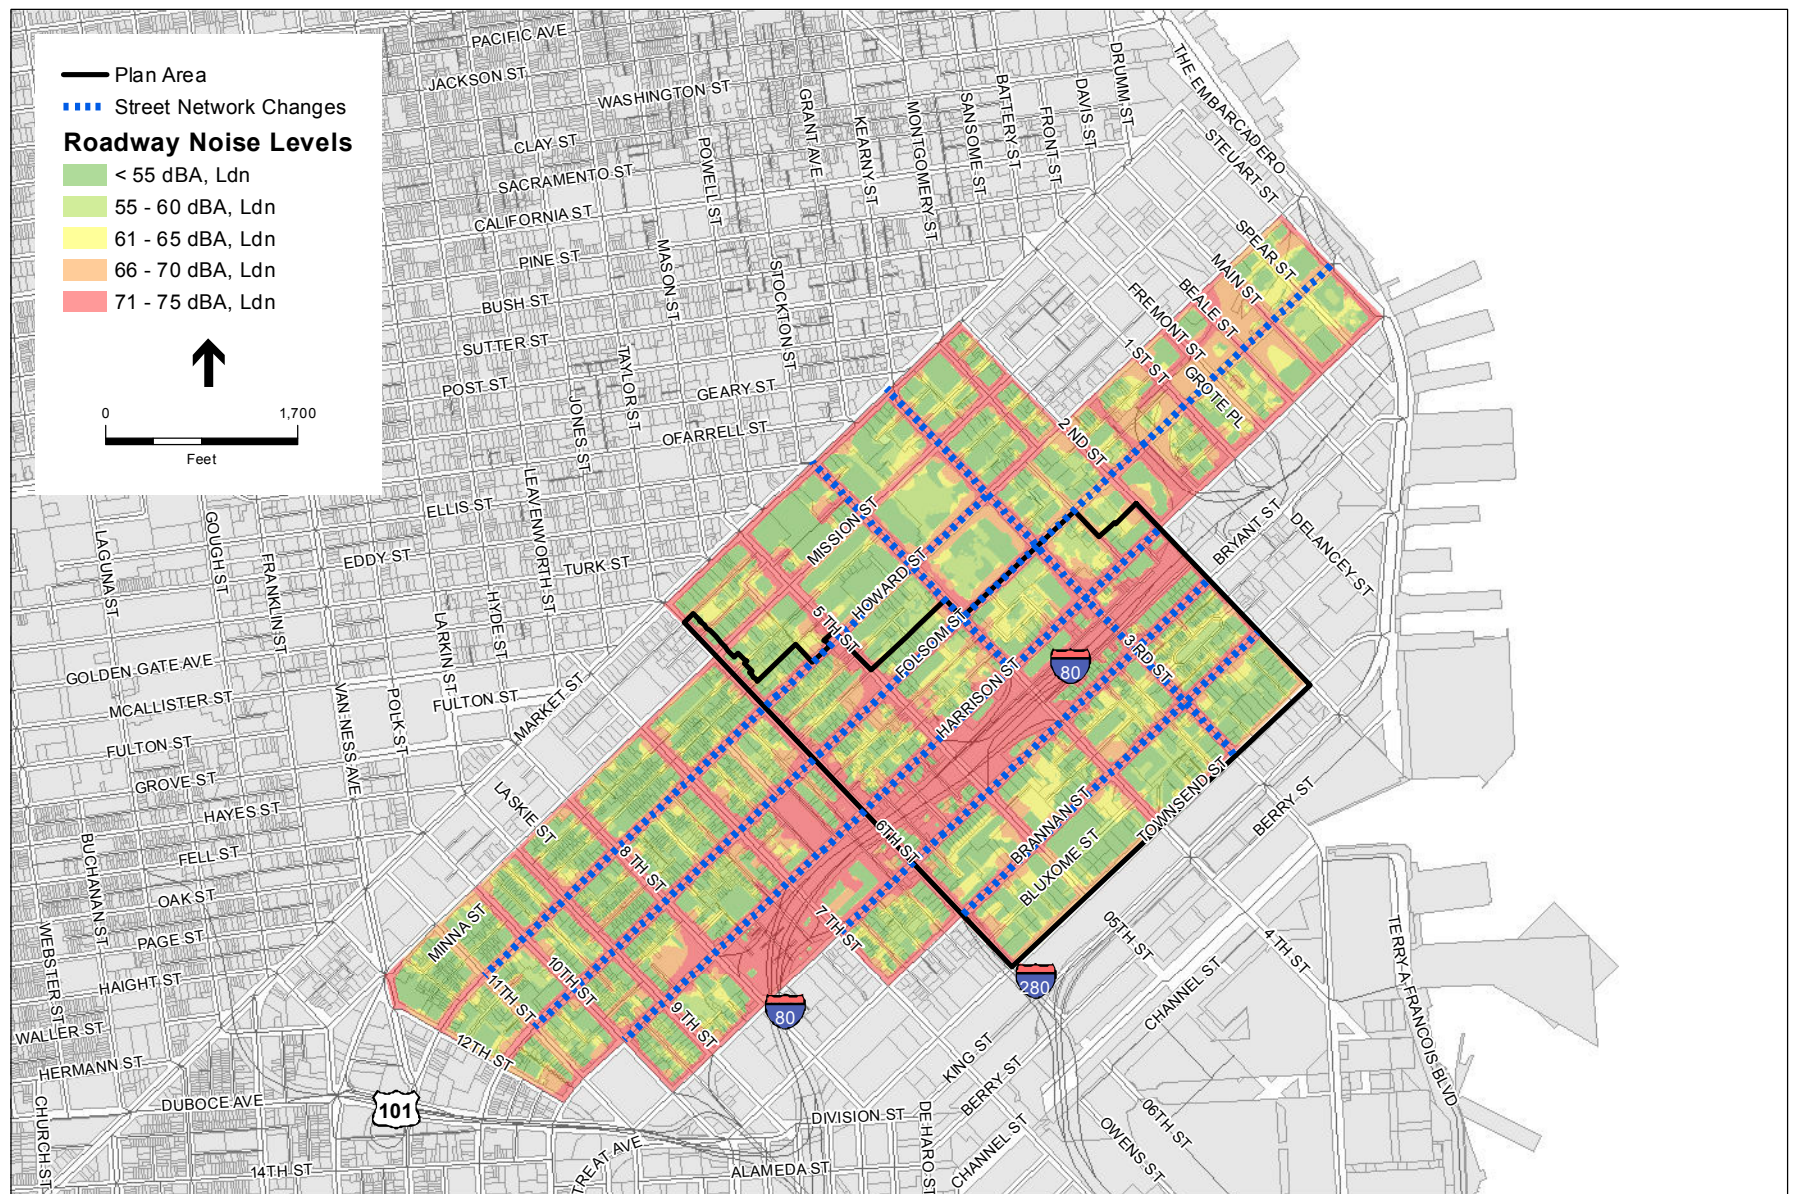 Plan Area
Street Network Changes
Roadway Noise Levels
< 55 dBA, Ldn
55 - 60 dBA, Ldn
61 - 65 dBA, Ldn
66 - 70 dBA, Ldn
71 - 75 dBA, Ldn
0 1,700
Feet
PACIFIC AVE
JACKSON ST
WASHINGTON ST
CLAY ST
SACRAMENTO ST
CALIFORNIA ST
PINE ST
BUSH ST
SUTTER ST
POST ST
GEARY ST
OFARRELL ST
ELLIS ST
EDDY ST
TURK ST
GOLDEN GATE AVE
MCALLISTER ST
FULTON ST
FULTON ST
GROVE ST
HAYES ST
FELL ST
OAK ST
PAGE ST
HAIGHT ST
WALLER ST
HERMANN ST
DUBOCE AVE
14TH ST
DRUMM ST
DAVIS ST
FRONT ST
BATTERY ST
SANSOME ST
MONTGOMERY ST
KEARNY ST
GRANT AVE
STOCKTON ST
POWELL ST
MASON ST
TAYLOR ST
JONES ST
LEAVENWORTH ST
HYDE ST
LARKIN ST
POLK ST
VAN NESS AVE
FRANKLIN ST
GOUGH ST
LAGUNA ST
BUCHANAN ST
WEBSTER ST
CHURCH ST
THE EMBARCADERO
STEUART ST
SPEAR ST
MAIN ST
BEALE ST
FREMONT ST
1 ST ST
GROTE PL
2 ND ST
BRYANT ST
DELANCEY ST
MISSION ST
HOWARD ST
5 TH ST
FOLSOM ST
HARRISON ST
3 RD ST
80
MARKET ST
LASKIE ST
8 TH ST
6TH ST
BRANNAN ST
BLUXOME ST
TOWNSEND ST
BERRY ST
MINNA ST
7 TH ST
10TH ST
11TH ST
9 TH ST
12TH ST
80
280
101
05TH ST
4 TH ST
CHANNEL ST
TERRY A FRANCOIS BLVD
KING ST
BERRY ST
DIVISION ST
DE HARO ST
CHANNEL ST
06TH ST
OWENS ST
TREAT AVE
ALAMEDA ST